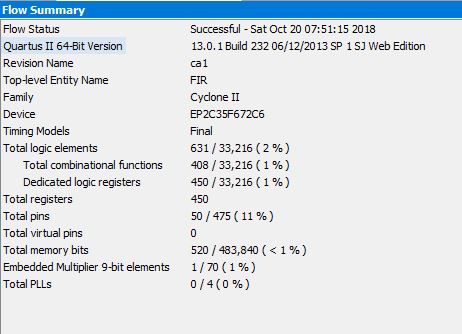 Flow Summary
Flow Status Successful - Sat Oct 20 07:51:15 2018
Quartus II 64-Bit Version 13.0.1 Build 232 06/12/2013 SP 1 SJ Web Edition
Revision Name ca1
Top-level Entity Name FIR
Family Cyclone II
Device EP2C35F672C6
Timing Models Final
Total logic elements 631 / 33,216 ( 2 % )
Total combinational functions 408 / 33,216 ( 1 % )
Dedicated logic registers 450 / 33,216 ( 1 % )
Total registers 450
Total pins 50 / 475 ( 11 % )
Total virtual pins 0
Total memory bits 520 / 483,840 ( < 1 % )
Embedded Multiplier 9-bit elements 1 / 70 ( 1 % )
Total PLLs 0 / 4 ( 0 % )